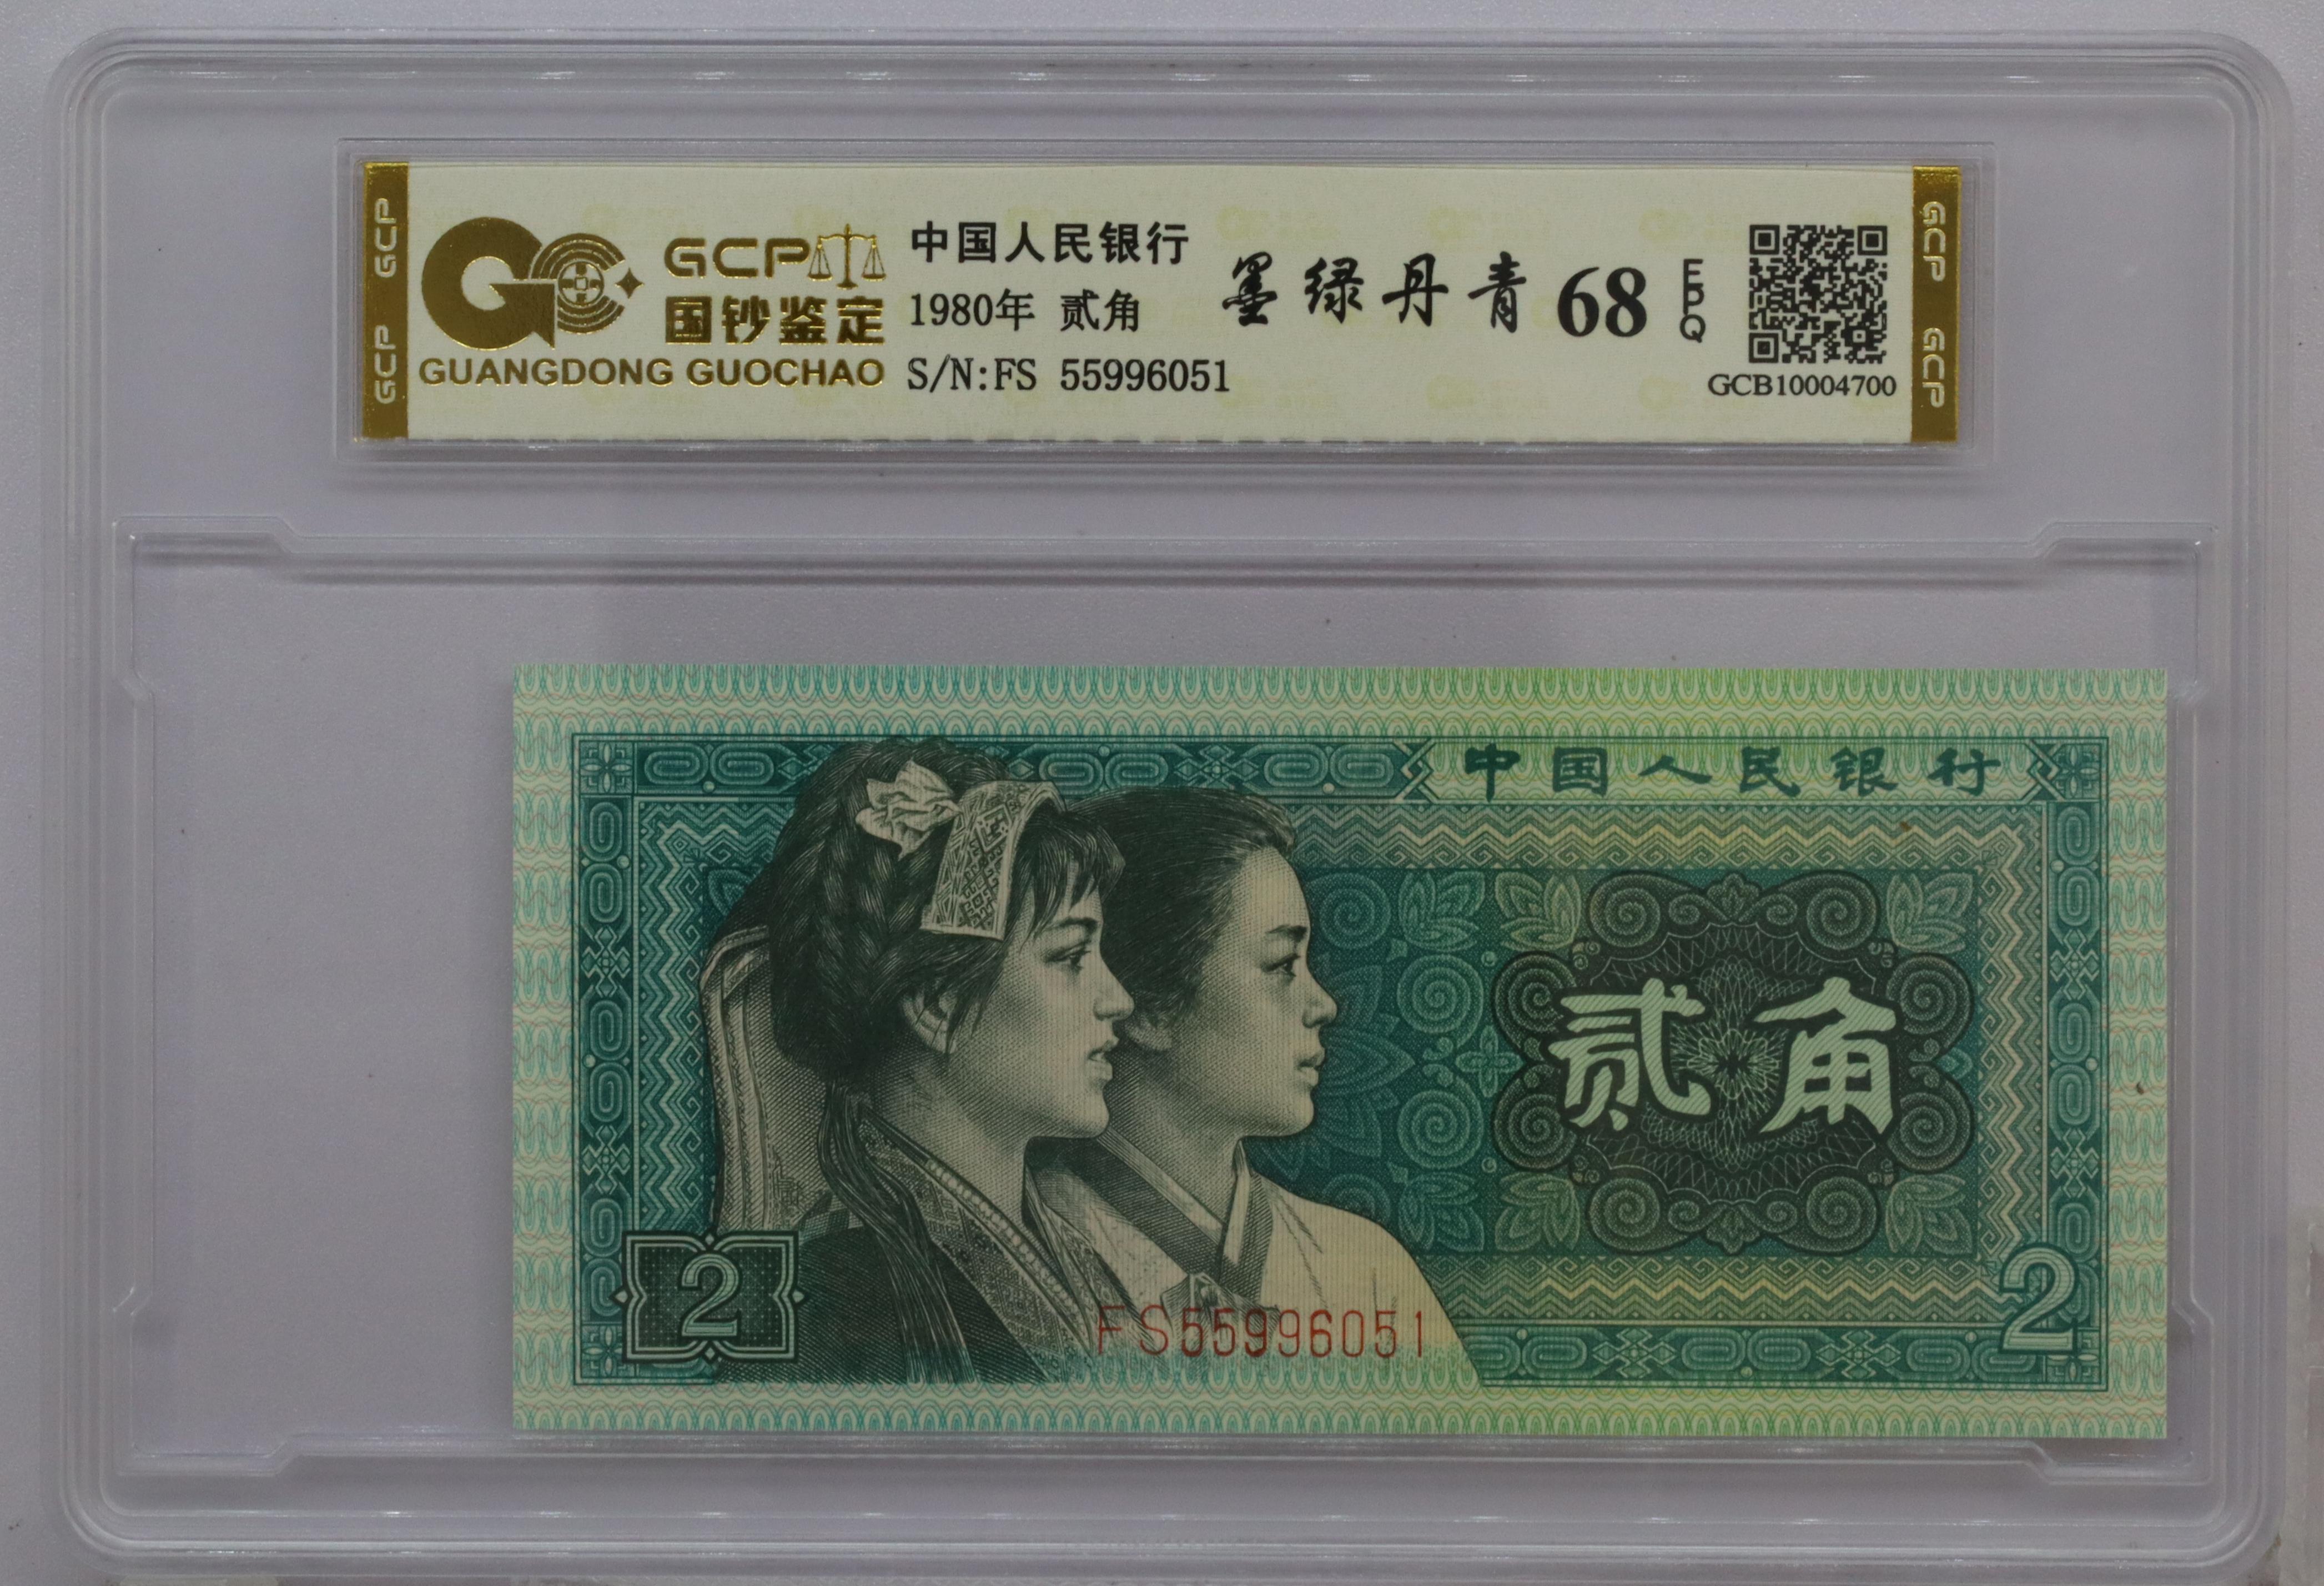 GCP
GCP
GCP
国钞鉴定
GUANGDONG GUOCHAO
中国人民银行
1980年 贰角
S/N:FS 55996051
墨绿丹青
68
EPQ
GCB10004700
GCP
GCP
中国人民银行
贰角
2
FS55996051
2